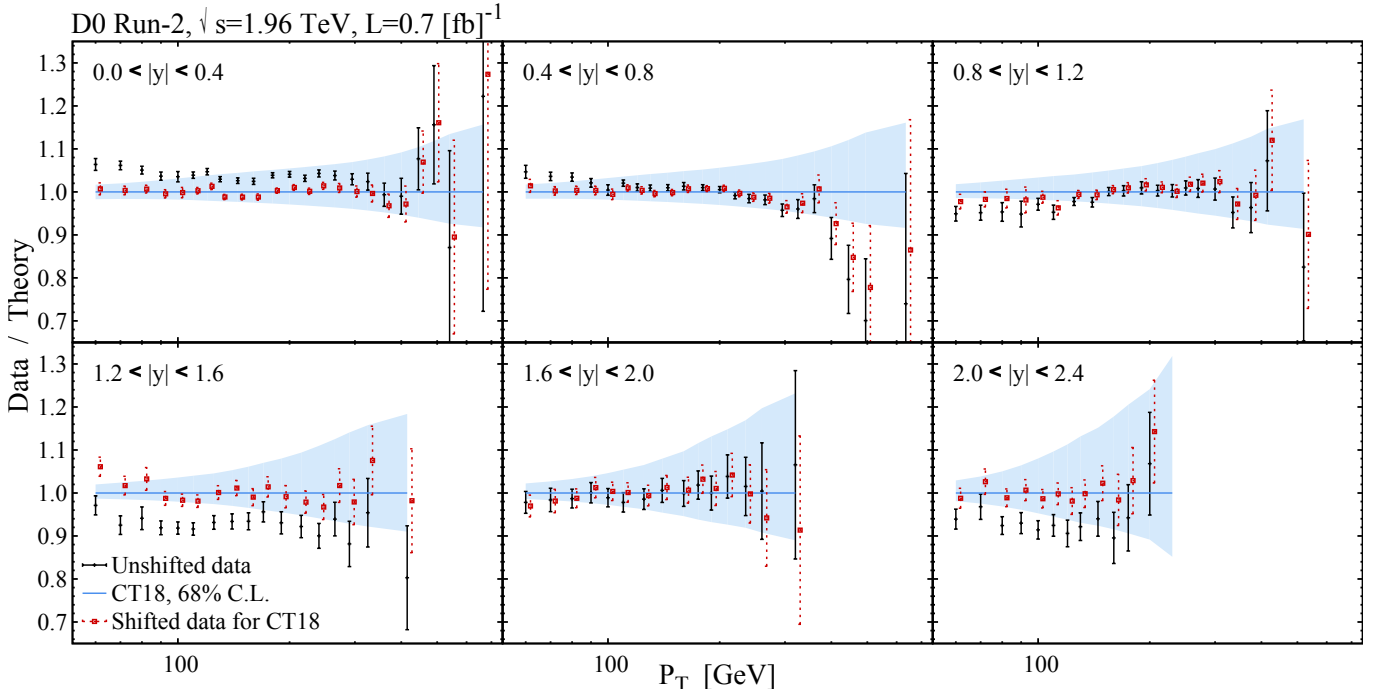 D0 Run-2, √ s=1.96 TeV, L=0.7 [fb]⁻¹
0.0 < |y| < 0.4
0.4 < |y| < 0.8
0.8 < |y| < 1.2
1.3
1.2
1.1
1.0
0.9
0.8
0.7
Data / Theory
1.2 < |y| < 1.6
1.6 < |y| < 2.0
2.0 < |y| < 2.4
1.3
1.2
1.1
1.0
0.9
0.8
0.7
Unshifted data
CT18, 68% C.L.
Shifted data for CT18
100
100
100
P_T [GeV]